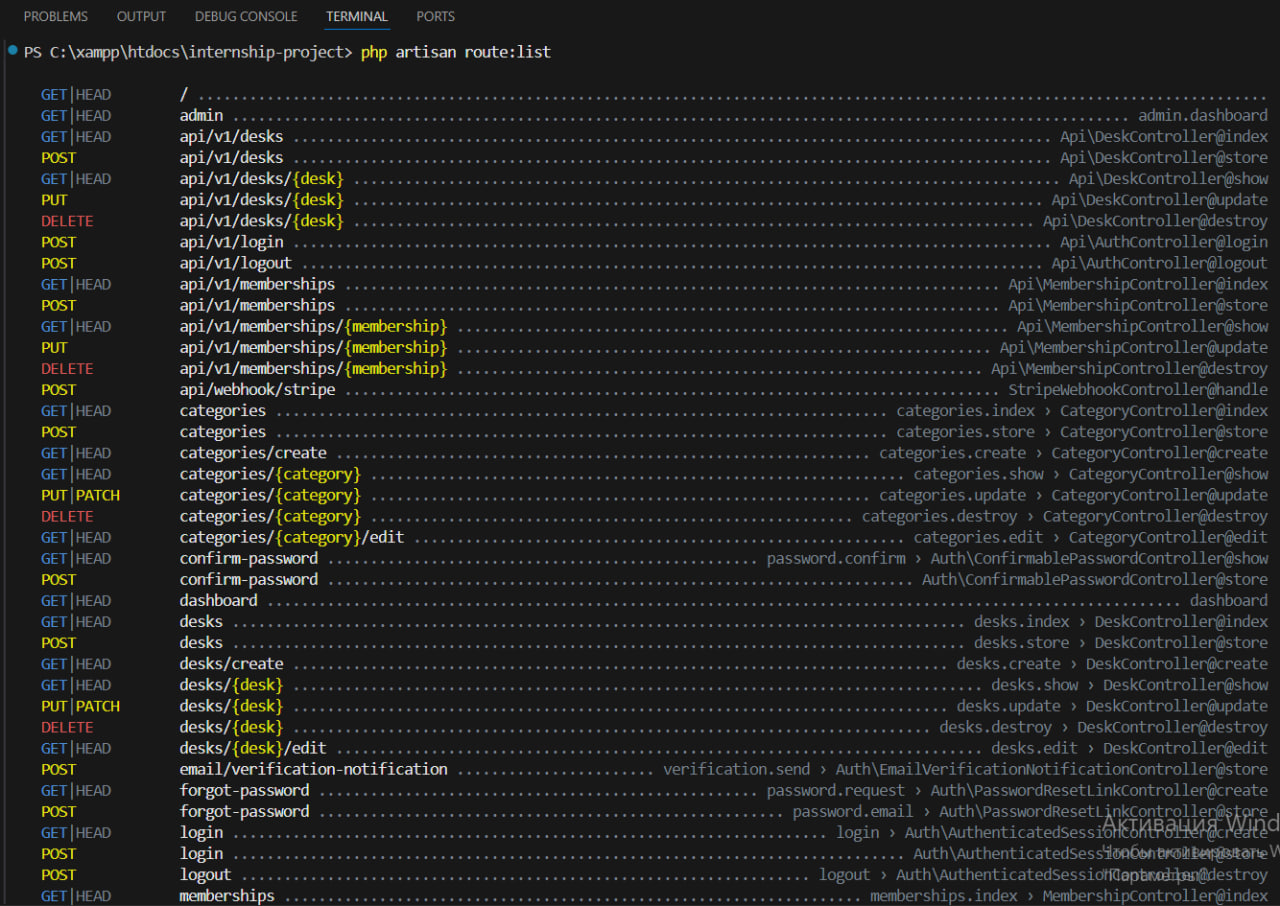 PROBLEMS OUTPUT DEBUG CONSOLE TERMINAL PORTS
PS C:\xampp\htdocs\internship-project> php artisan route:list
GET|HEAD / ........................................................................................................
GET|HEAD admin ........................................................................................ admin.dashboard
GET|HEAD api/v1/desks ........................................................................ Api\DeskController@index
POST api/v1/desks ........................................................................ Api\DeskController@store
GET|HEAD api/v1/desks/{desk} .................................................................. Api\DeskController@show
PUT api/v1/desks/{desk} ................................................................ Api\DeskController@update
DELETE api/v1/desks/{desk} ............................................................... Api\DeskController@destroy
POST api/v1/login ........................................................................ Api\AuthController@login
POST api/v1/logout ...................................................................... Api\AuthController@logout
GET|HEAD api/v1/memberships ............................................................ Api\MembershipController@index
POST api/v1/memberships ............................................................ Api\MembershipController@store
GET|HEAD api/v1/memberships/{membership} ................................................ Api\MembershipController@show
PUT api/v1/memberships/{membership} .............................................. Api\MembershipController@update
DELETE api/v1/memberships/{membership} ............................................. Api\MembershipController@destroy
POST api/webhook/stripe ............................................................ StripeWebhookController@handle
GET|HEAD categories ....................................................... categories.index › CategoryController@index
POST categories ....................................................... categories.store › CategoryController@store
GET|HEAD categories/create .............................................. categories.create › CategoryController@create
GET|HEAD categories/{category} .............................................. categories.show › CategoryController@show
PUT|PATCH categories/{category} .......................................... categories.update › CategoryController@update
DELETE categories/{category} ........................................ categories.destroy › CategoryController@destroy
GET|HEAD categories/{category}/edit ......................................... categories.edit › CategoryController@edit
GET|HEAD confirm-password .................................. password.confirm › Auth\ConfirmablePasswordController@show
POST confirm-password .................................................... Auth\ConfirmablePasswordController@store
GET|HEAD dashboard .......................................................................................... dashboard
GET|HEAD desks ..................................................................... desks.index › DeskController@index
POST desks ..................................................................... desks.store › DeskController@store
GET|HEAD desks/create ............................................................ desks.create › DeskController@create
GET|HEAD desks/{desk} ................................................................ desks.show › DeskController@show
PUT|PATCH desks/{desk} ............................................................ desks.update › DeskController@update
DELETE desks/{desk} .......................................................... desks.destroy › DeskController@destroy
GET|HEAD desks/{desk}/edit ........................................................... desks.edit › DeskController@edit
POST email/verification-notification ....................... verification.send › Auth\EmailVerificationNotificationController@store
GET|HEAD forgot-password ................................... password.request › Auth\PasswordResetLinkController@create
POST forgot-password ...................................... password.email › Auth\PasswordResetLinkController@store
Активация Wind
GET|HEAD login .................................................... login › Auth\AuthenticatedSessionController@create
POST login ............................................................. Auth\AuthenticatedSessionController@store
POST logout ................................................. logout › Auth\AuthenticatedSessionController@destroy
GET|HEAD memberships .................................................. memberships.index › MembershipController@index